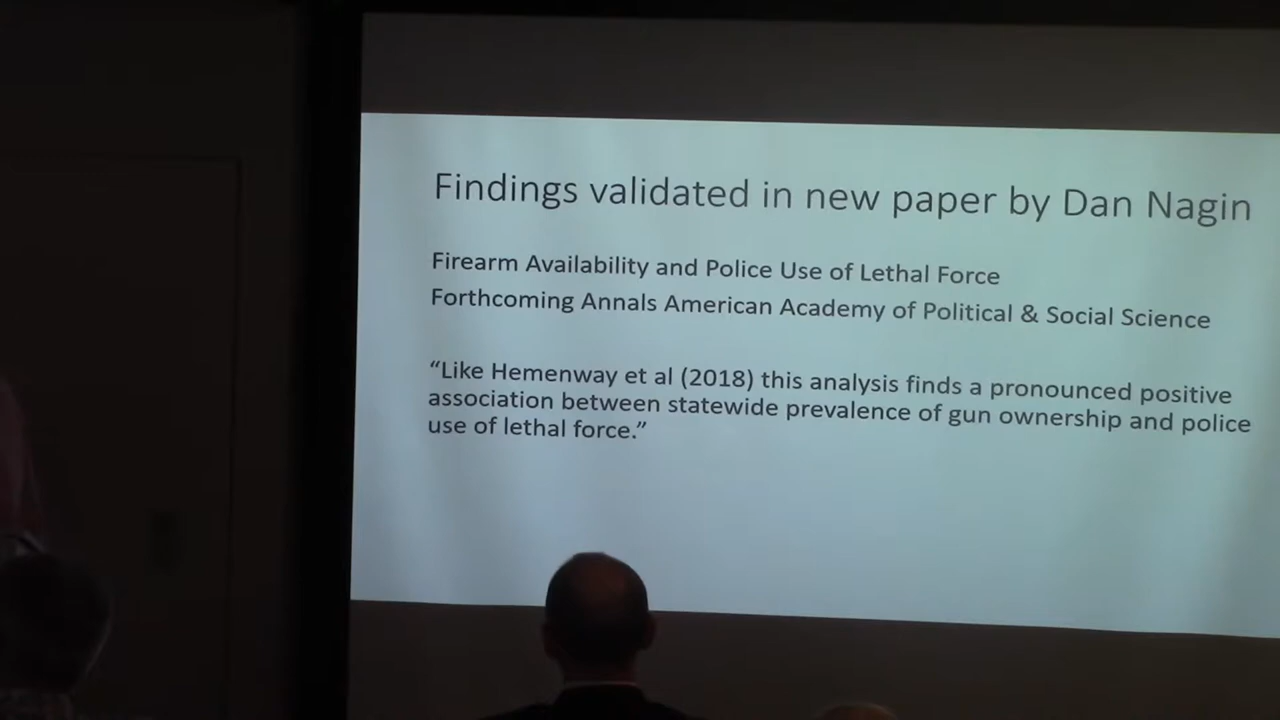 Findings validated in new paper by Dan Nagin
Firearm Availability and Police Use of Lethal Force
Forthcoming Annals American Academy of Political & Social Science
“Like Hemenway et al (2018) this analysis finds a pronounced positive
association between statewide prevalence of gun ownership and police
use of lethal force.”